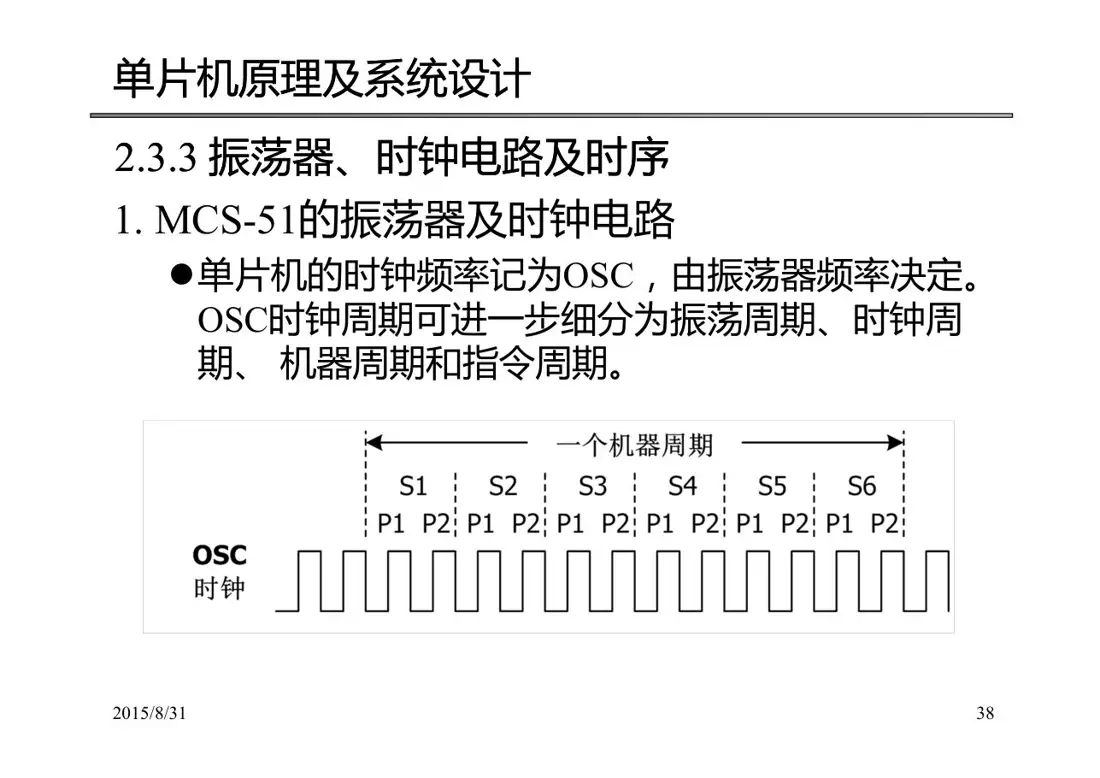 单片机原理及系统设计
2.3.3 振荡器、时钟电路及时序
1. MCS-51的振荡器及时钟电路
●单片机的时钟频率记为OSC，由振荡器频率决定。
OSC时钟周期可进一步细分为振荡周期、时钟周
期、 机器周期和指令周期。
一个机器周期
S1 S2 S3 S4 S5 S6
P1 P2 P1 P2 P1 P2 P1 P2 P1 P2 P1 P2
OSC
时钟
2015/8/31 38